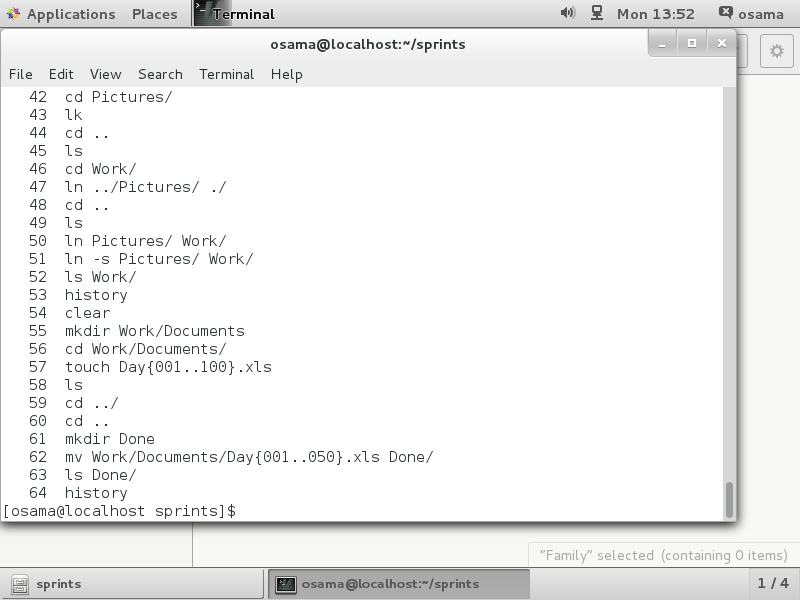 Applications Places Terminal Mon 13:52 osama
osama@localhost:~/sprints
File Edit View Search Terminal Help
42 cd Pictures/
43 lk
44 cd ..
45 ls
46 cd Work/
47 ln ../Pictures/ ./
48 cd ..
49 ls
50 ln Pictures/ Work/
51 ln -s Pictures/ Work/
52 ls Work/
53 history
54 clear
55 mkdir Work/Documents
56 cd Work/Documents/
57 touch Day{001..100}.xls
58 ls
59 cd ../
60 cd ..
61 mkdir Done
62 mv Work/Documents/Day{001..050}.xls Done/
63 ls Done/
64 history
[osama@localhost sprints]$
“Family” selected (containing 0 items)
sprints osama@localhost:~/sprints 1 / 4